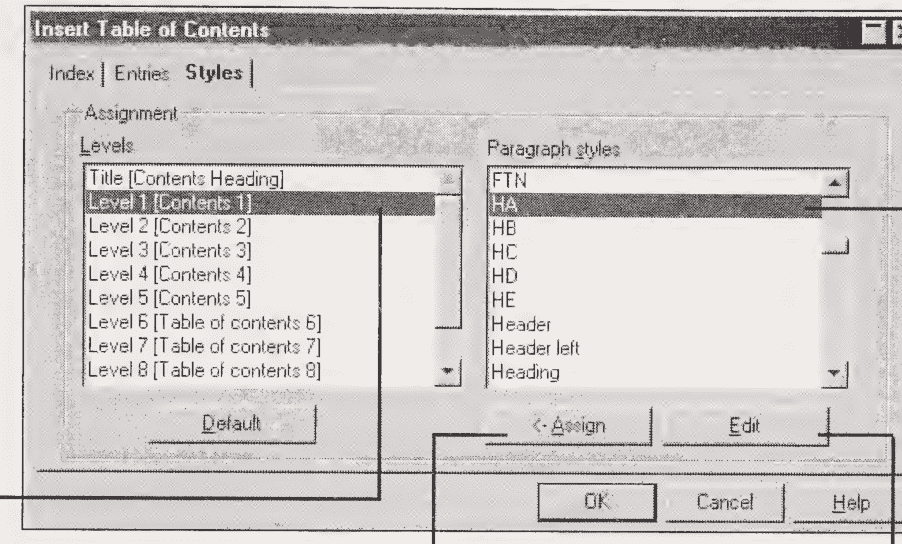 Insert Table of Contents
Index Entries Styles
Assignment
Levels
Title [Contents Heading]
Level 1 [Contents 1]
Level 2 [Contents 2]
Level 3 [Contents 3]
Level 4 [Contents 4]
Level 5 [Contents 5]
Level 6 [Table of contents 6]
Level 7 [Table of contents 7]
Level 8 [Table of contents 8]
Default
Paragraph styles
FTN
HA
HB
HC
HD
HE
Header
Header left
Heading
<- Assign
Edit
OK Cancel Help